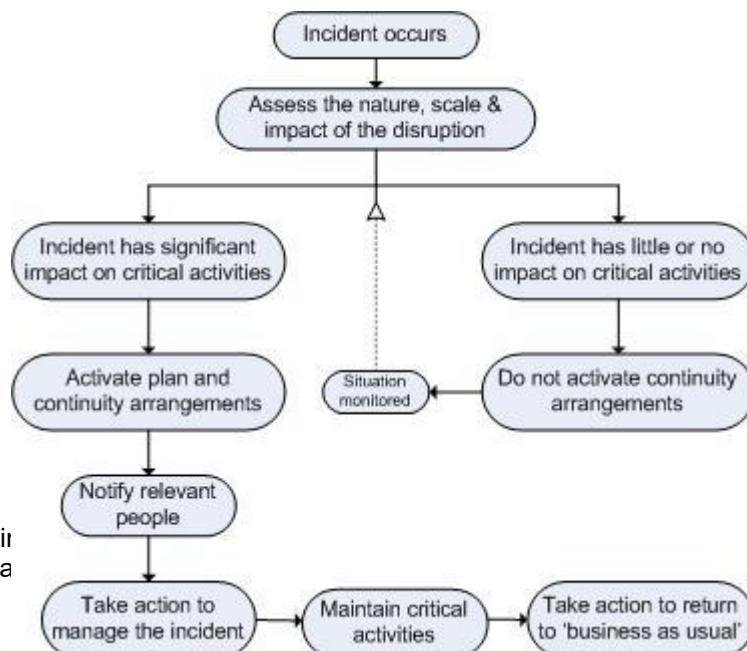 Incident occurs
Assess the nature, scale &
impact of the disruption
Incident has significant
impact on critical activities
Incident has little or no
impact on critical activities
Activate plan and
continuity arrangements
Situation
monitored
Do not activate continuity
arrangements
Notify relevant
people
Take action to
manage the incident
Maintain critical
activities
Take action to return
to 'business as usual'